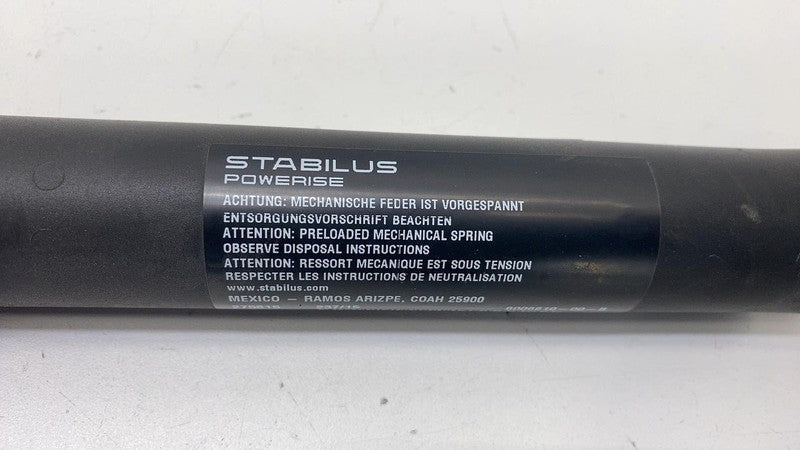 STABILUS
POWERISE
ACHTUNG: MECHANISCHE FEDER IST VORGESPANNT
ENTSORGUNGSVORSCHRIFT BEACHTEN
ATTENTION: PRELOADED MECHANICAL SPRING
OBSERVE DISPOSAL INSTRUCTIONS
ATTENTION: RESSORT MECANIQUE EST SOUS TENSION
RESPECTER LES INSTRUCTIONS DE NEUTRALISATION
www.stabilus.com
MEXICO – RAMOS ARIZPE, COAH 25900